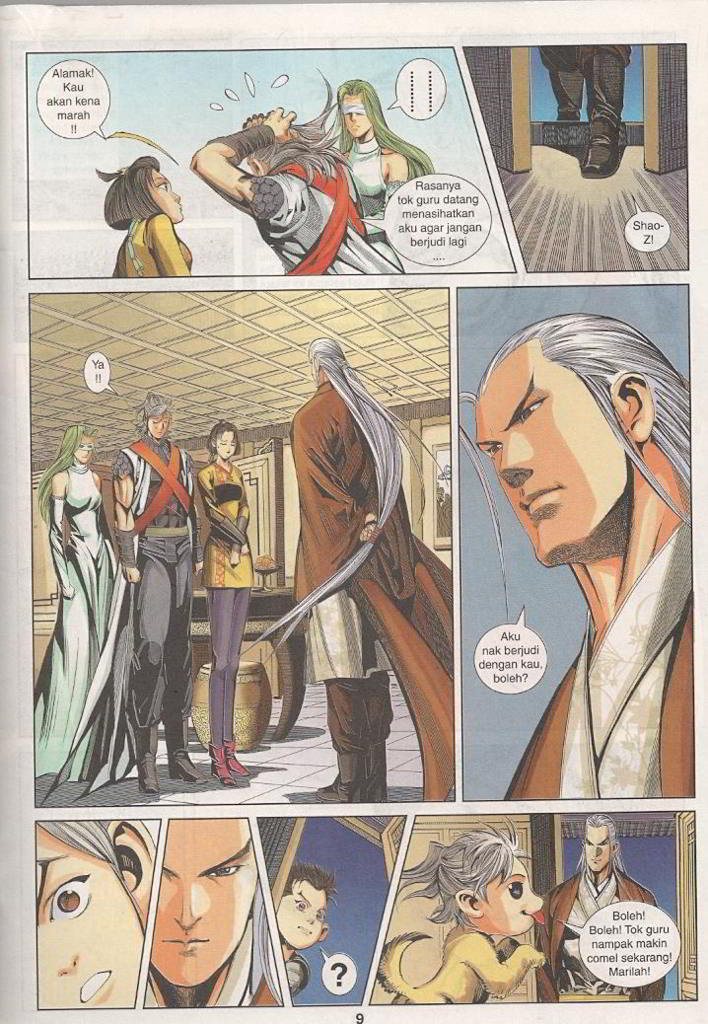 Alamak!
Kau
akan kena
marah
!!
Rasanya
tok guru datang
menasihatkan
aku agar jangan
berjudi lagi
....
Shao-
Z!
Ya
!!
Aku
nak berjudi
dengan kau,
boleh?
?
Boleh!
Boleh! Tok guru
nampak makin
comel sekarang!
Marilah!
9